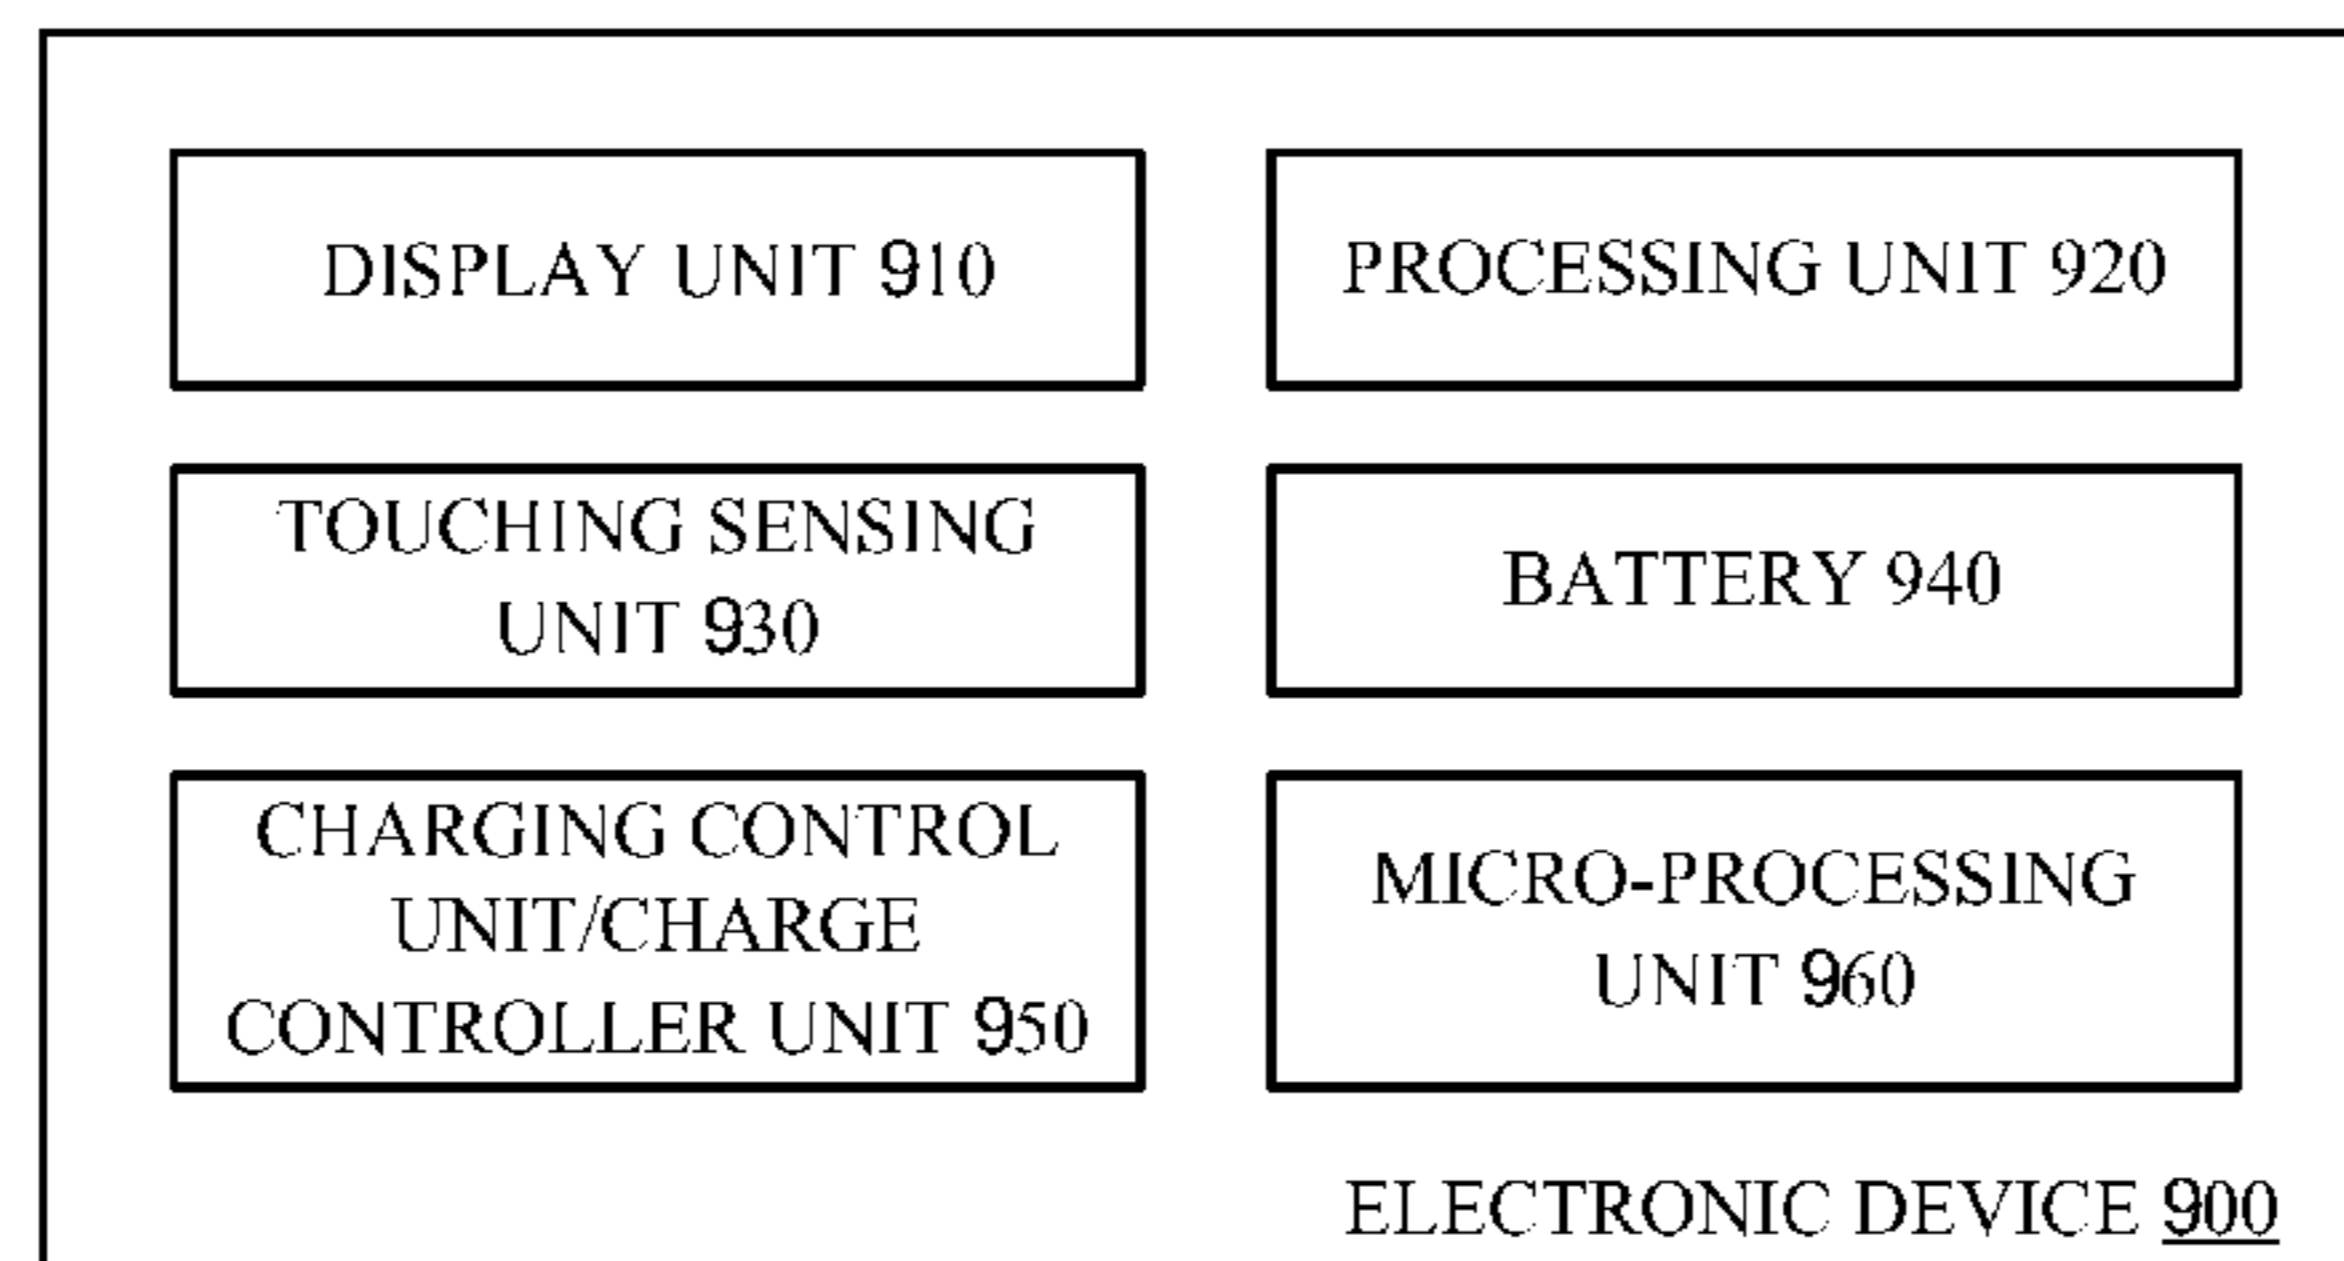 DISPLAY UNIT 910
PROCESSING UNIT 920
TOUCHING SENSING
UNIT 930
BATTERY 940
CHARGING CONTROL
UNIT/CHARGE
CONTROLLER UNIT 950
MICRO-PROCESSING
UNIT 960
ELECTRONIC DEVICE 900